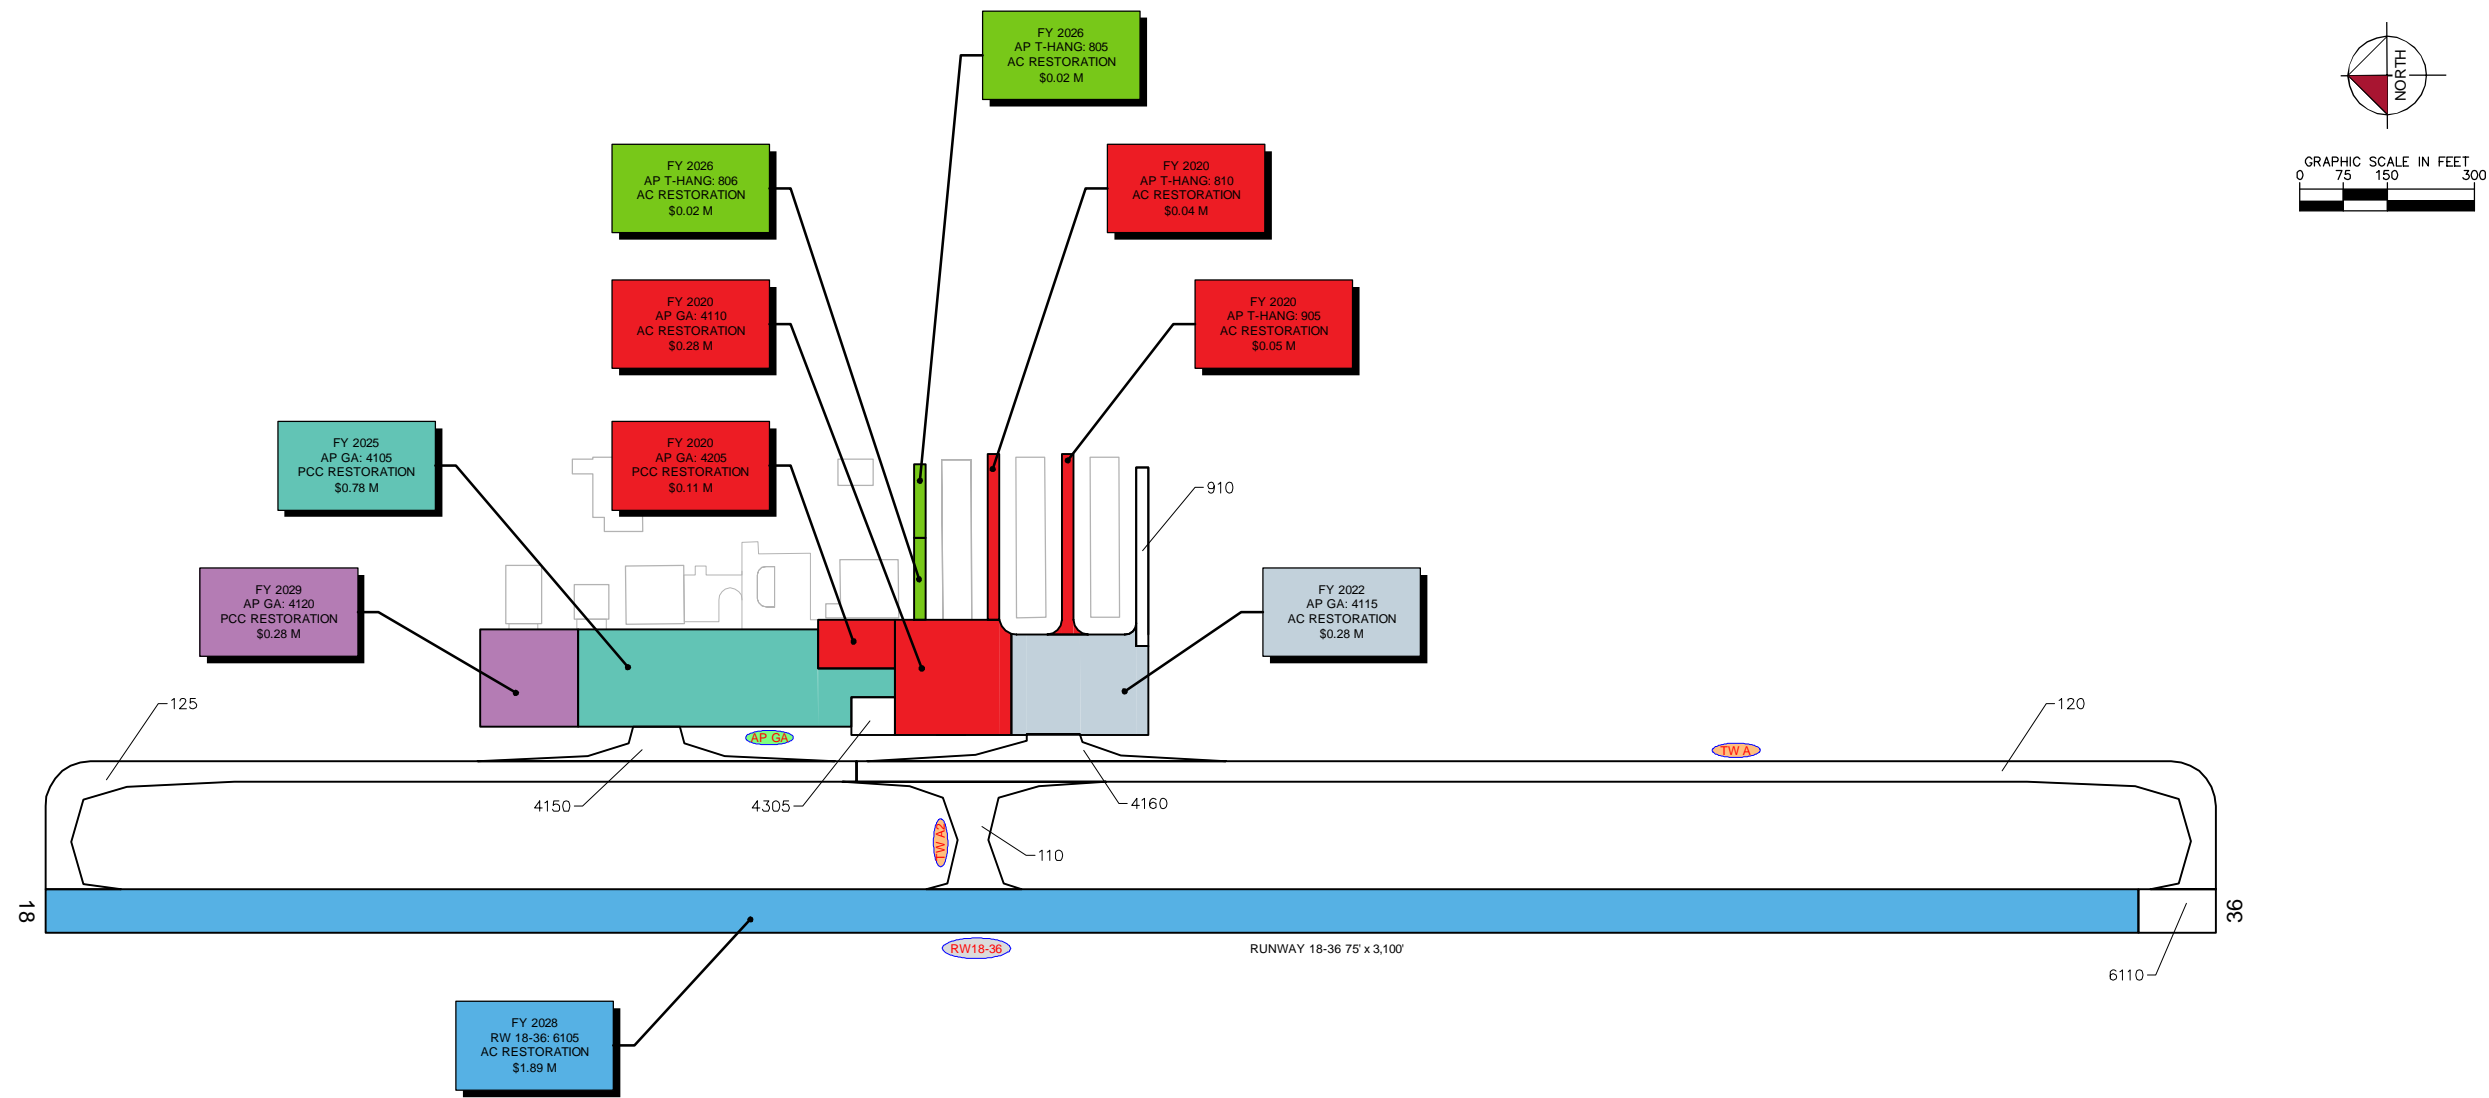 FY 2026
AP T-HANG: 805
AC RESTORATION
$0.02 M
NORTH
GRAPHIC SCALE IN FEET
0 75 150 300
FY 2026
AP T-HANG: 806
AC RESTORATION
$0.02 M
FY 2020
AP T-HANG: 810
AC RESTORATION
$0.04 M
FY 2020
AP GA: 4110
AC RESTORATION
$0.28 M
FY 2020
AP T-HANG: 905
AC RESTORATION
$0.05 M
FY 2025
AP GA: 4105
PCC RESTORATION
$0.78 M
FY 2020
AP GA: 4205
PCC RESTORATION
$0.11 M
910
FY 2029
AP GA: 4120
PCC RESTORATION
$0.28 M
FY 2022
AP GA: 4115
AC RESTORATION
$0.28 M
125
120
AP GA
TW A
4150
4305
4160
TW A2
110
18
36
RW18-36
RUNWAY 18-36 75' x 3,100'
6110
FY 2028
RW 18-36: 6105
AC RESTORATION
$1.89 M